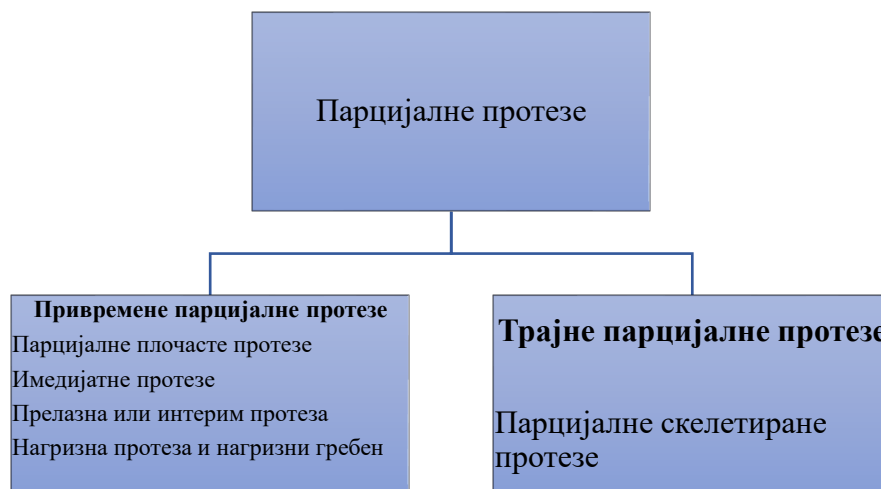 Парцијалне протезе
Привремене парцијалне протезе
Парцијалне плочасте протезе
Имедијатне протезе
Прелазна или интерим протеза
Нагризна протеза и нагризни гребен
Трајне парцијалне протезе
Парцијалне скелетиране
протезе